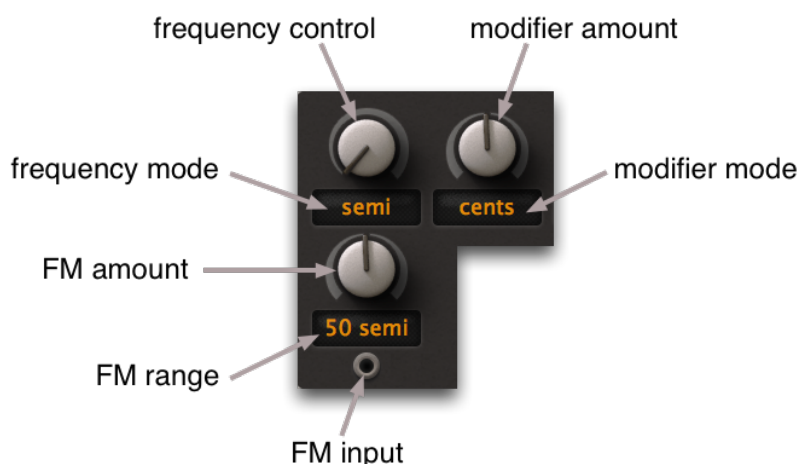 frequency control
modifier amount
frequency mode
semi
cents
modifier mode
FM amount
50 semi
FM range
FM input